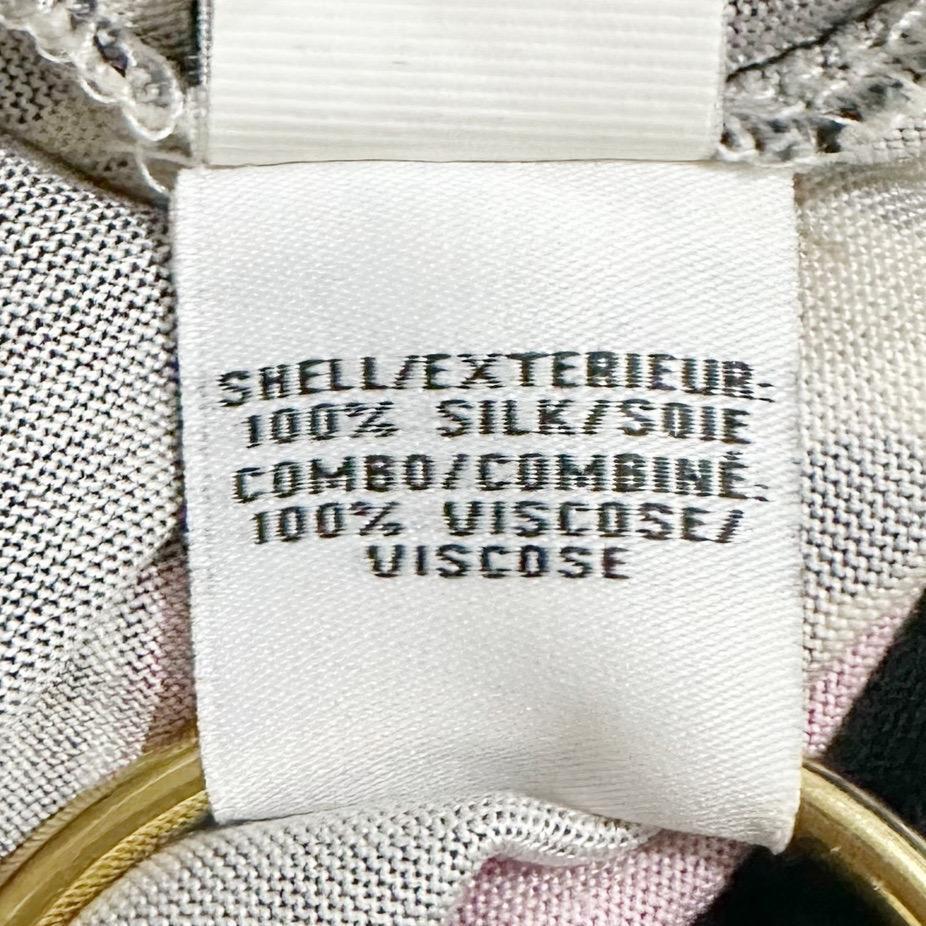 SHELL/EXTERIEUR:
100% SILK/SOIE
COMBO/COMBINÉ:
100% VISCOSE/
VISCOSE